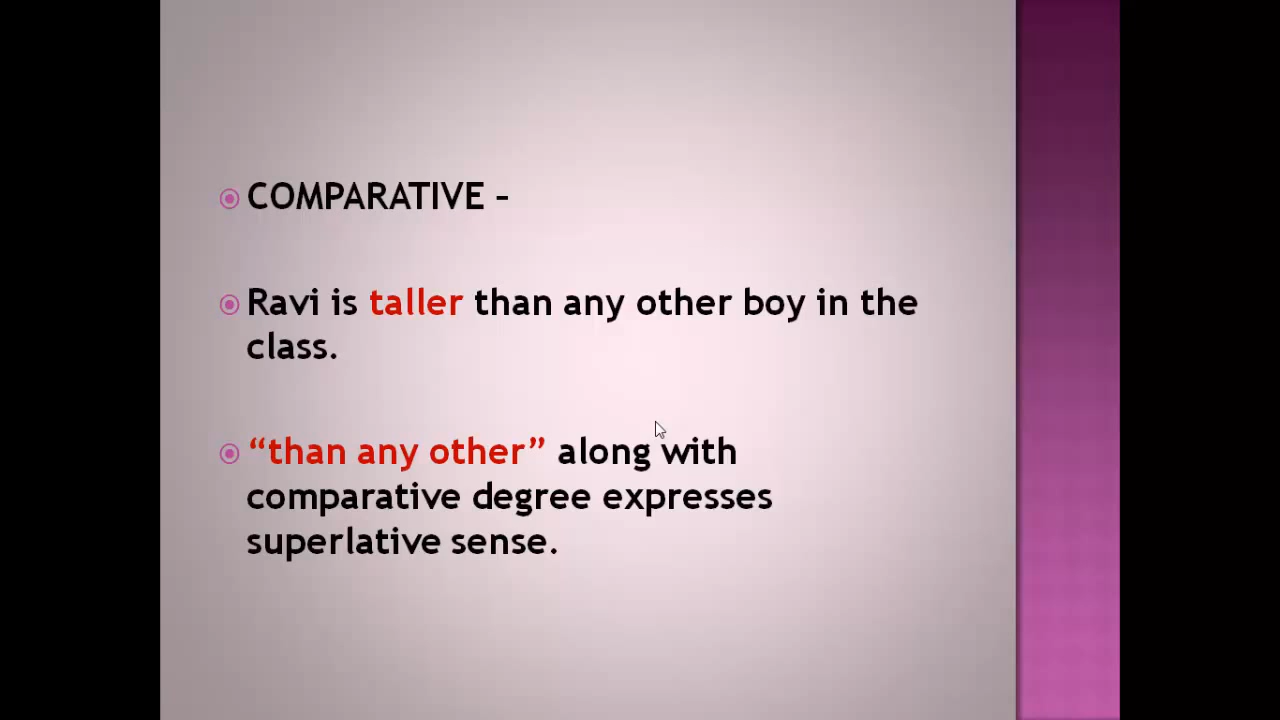 COMPARATIVE –
Ravi is taller than any other boy in the
class.
“than any other” along with
comparative degree expresses
superlative sense.